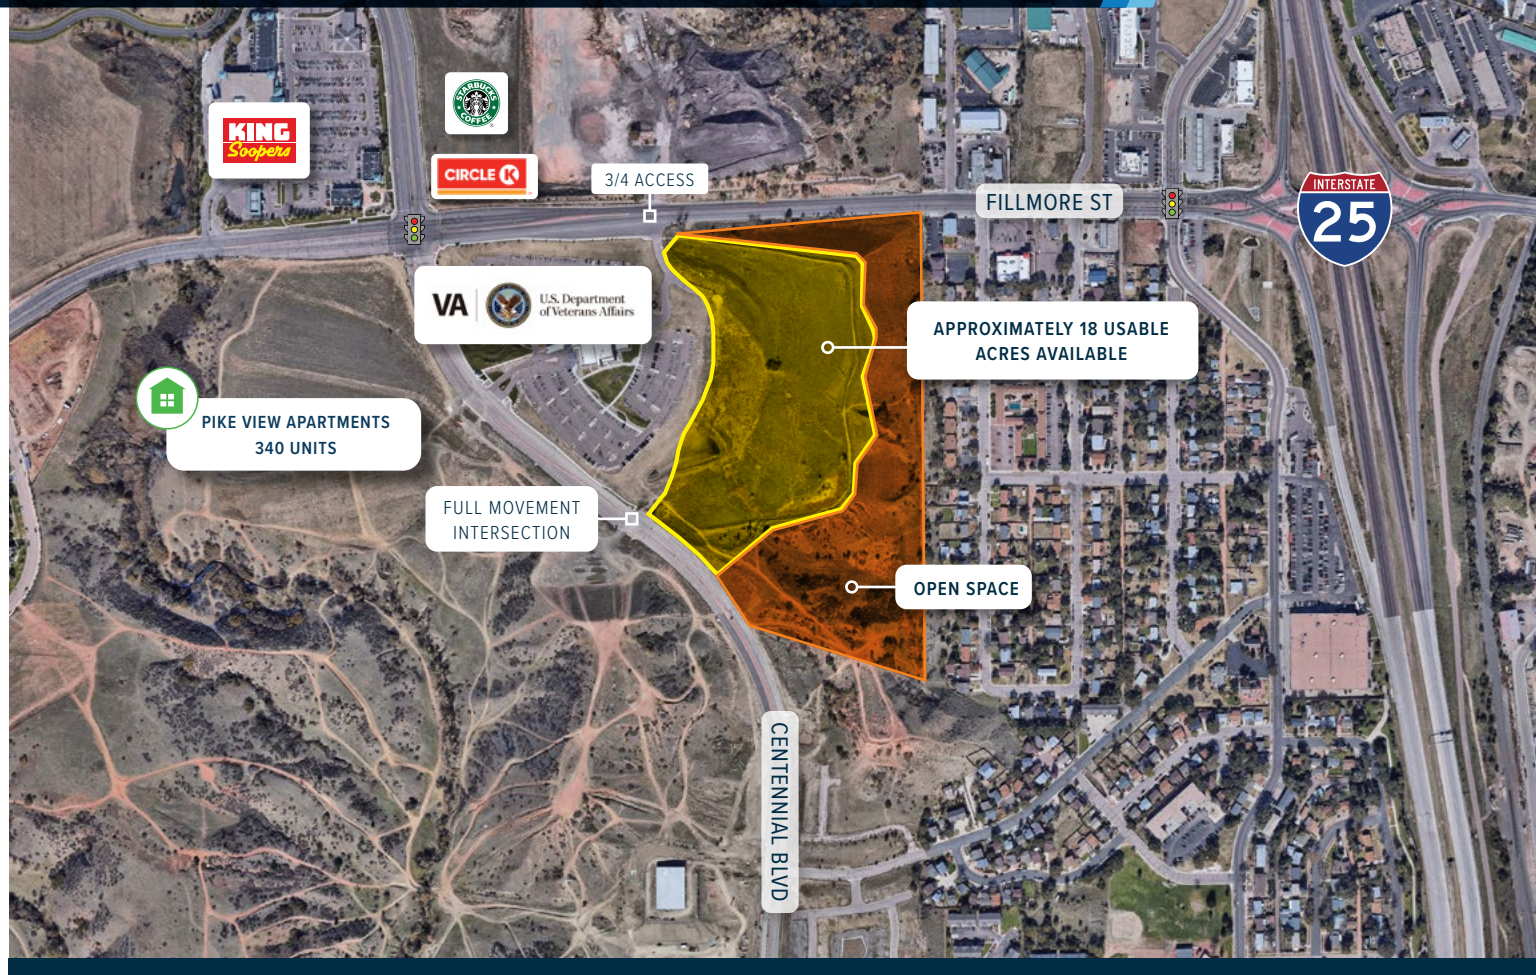 KING
Soopers
STARBUCKS
COFFEE
CIRCLE K
3/4 ACCESS
FILLMORE ST
INTERSTATE
25
VA
U.S. Department
of Veterans Affairs
APPROXIMATELY 18 USABLE
ACRES AVAILABLE
PIKE VIEW APARTMENTS
340 UNITS
FULL MOVEMENT
INTERSECTION
OPEN SPACE
CENTENNIAL BLVD